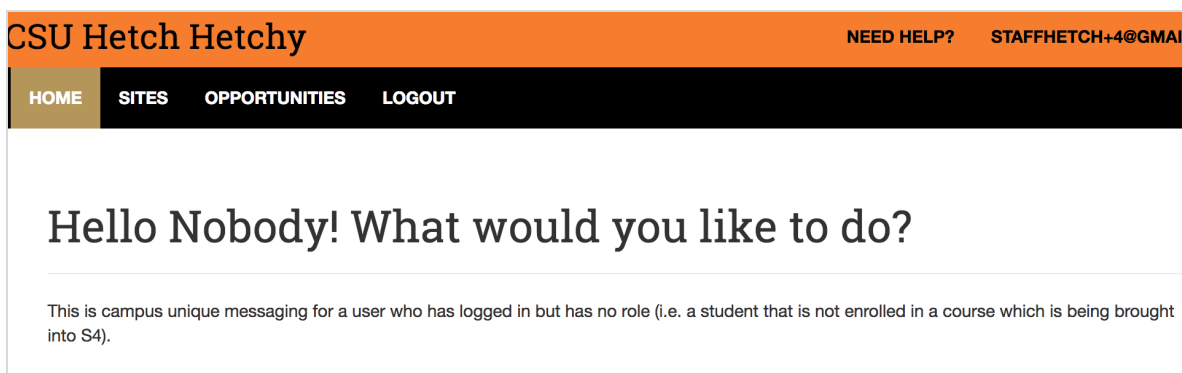 CSU Hetch Hetchy
NEED HELP? STAFFHETCH+4@GMAI
HOME SITES OPPORTUNITIES LOGOUT
Hello Nobody! What would you like to do?
This is campus unique messaging for a user who has logged in but has no role (i.e. a student that is not enrolled in a course which is being brought
into S4).